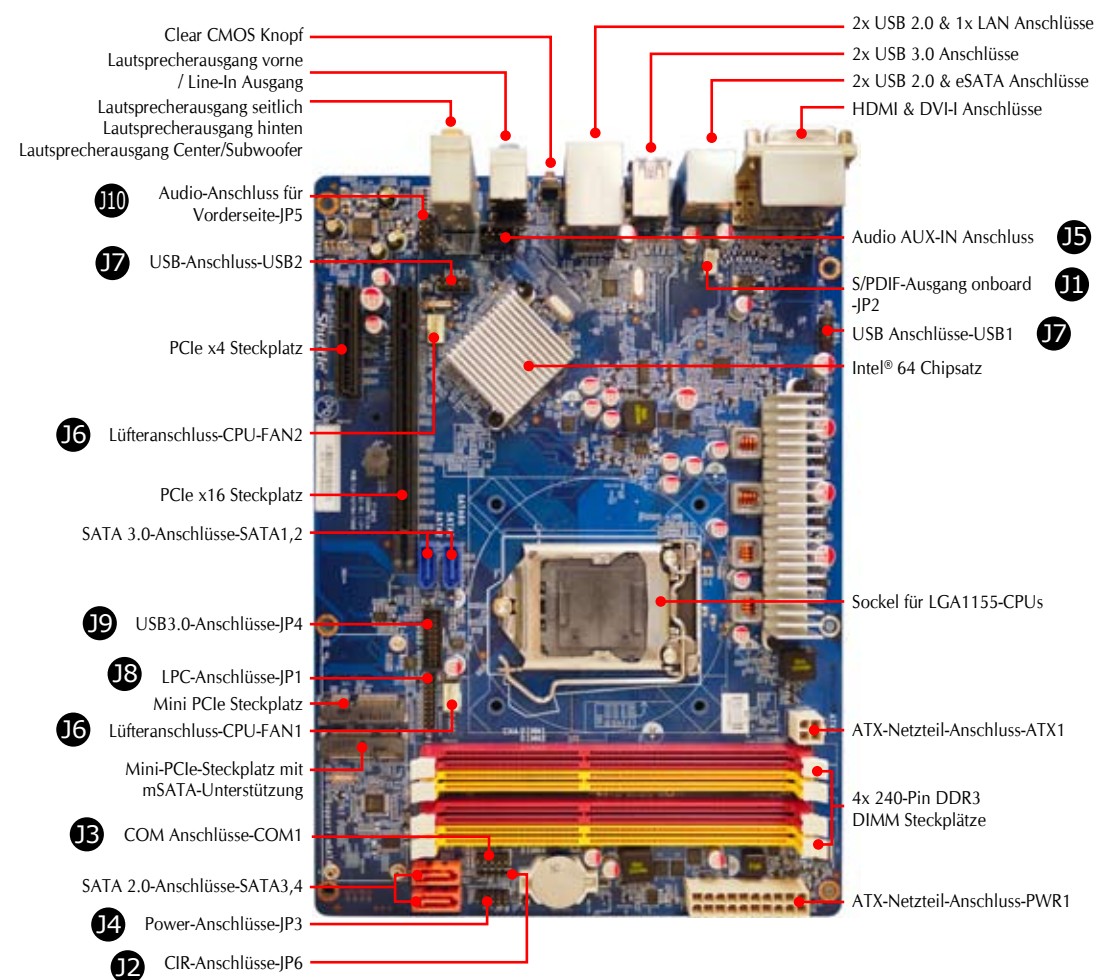 Clear CMOS Knopf
Lautsprecherausgang vorne
/ Line-In Ausgang
Lautsprecherausgang seitlich
Lautsprecherausgang hinten
Lautsprecherausgang Center/Subwoofer
J10 Audio-Anschluss für
Vorderseite-JP5
J7 USB-Anschluss-USB2
PCIe x4 Steckplatz
J6 Lüfteranschluss-CPU-FAN2
PCIe x16 Steckplatz
SATA 3.0-Anschlüsse-SATA1,2
J9 USB3.0-Anschlüsse-JP4
J8 LPC-Anschlüsse-JP1
Mini PCIe Steckplatz
J6 Lüfteranschluss-CPU-FAN1
Mini-PCIe-Steckplatz mit
mSATA-Unterstützung
J3 COM Anschlüsse-COM1
SATA 2.0-Anschlüsse-SATA3,4
J4 Power-Anschlüsse-JP3
J2 CIR-Anschlüsse-JP6
2x USB 2.0 & 1x LAN Anschlüsse
2x USB 3.0 Anschlüsse
2x USB 2.0 & eSATA Anschlüsse
HDMI & DVI-I Anschlüsse
Audio AUX-IN Anschluss J5
S/PDIF-Ausgang onboard J1
-JP2
USB Anschlüsse-USB1 J7
Intel® 64 Chipsatz
Sockel für LGA1155-CPUs
ATX-Netzteil-Anschluss-ATX1
4x 240-Pin DDR3
DIMM Steckplätze
ATX-Netzteil-Anschluss-PWR1
Shuttle